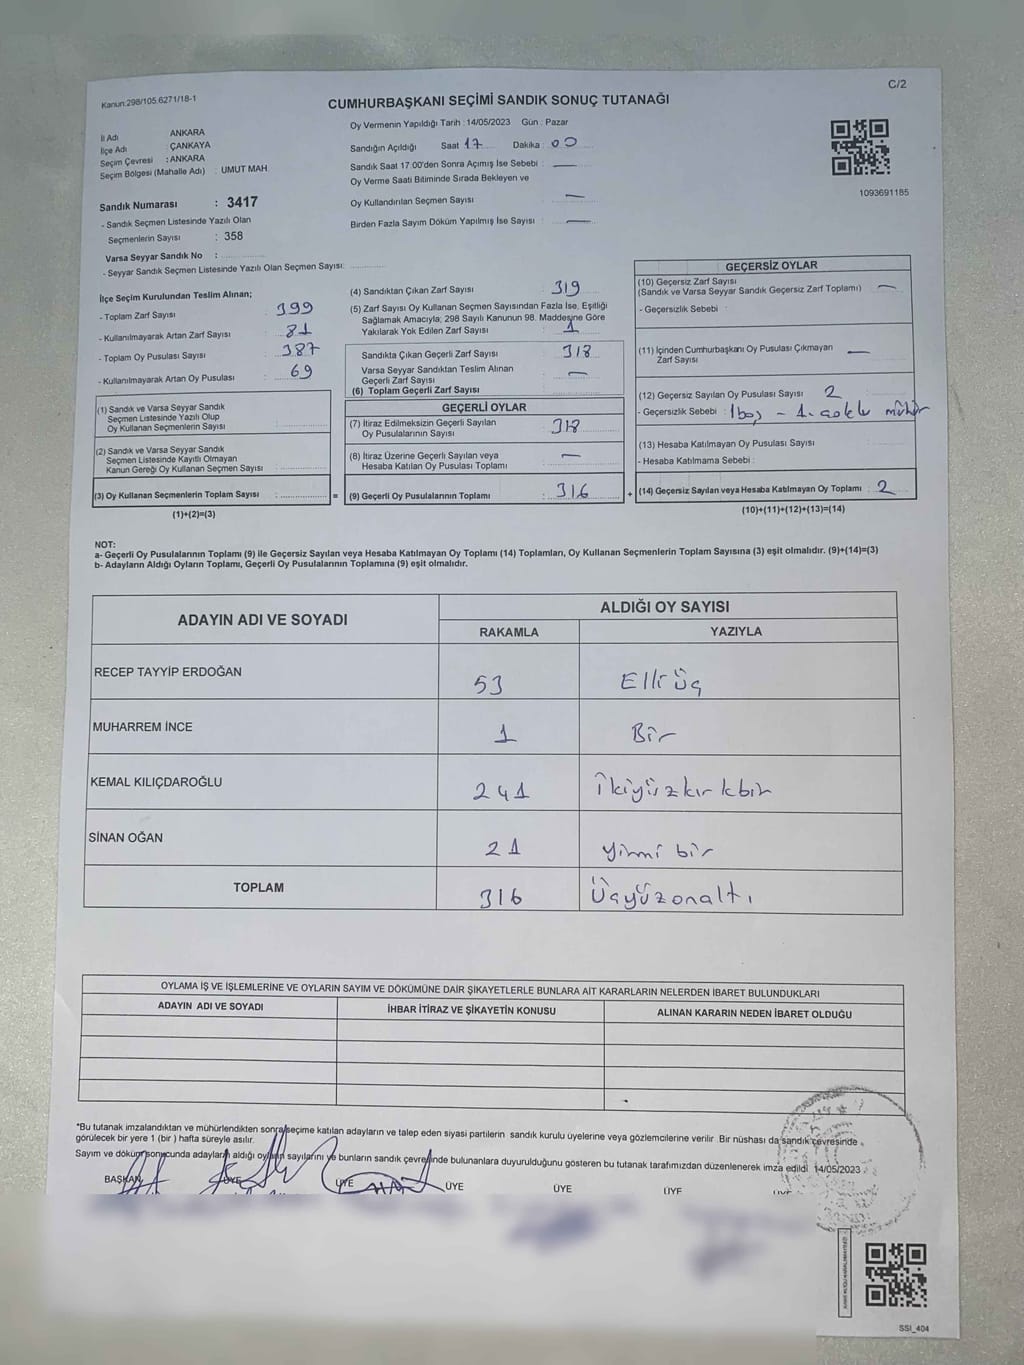 C/2
Kanun:298/105.6271/18-1
CUMHURBAŞKANI SEÇİMİ SANDIK SONUÇ TUTANAĞI
İl Adı ANKARA
İlçe Adı ÇANKAYA
Seçim Çevresi : ANKARA
Seçim Bölgesi (Mahalle Adı) : UMUT MAH.
Sandık Numarası : 3417
- Sandık Seçmen Listesinde Yazılı Olan
Seçmenlerin Sayısı : 358
Varsa Seyyar Sandık No :
- Seyyar Sandık Seçmen Listesinde Yazılı Olan Seçmen Sayısı:
Oy Vermenin Yapıldığı Tarih : 14/05/2023 Gün : Pazar
Sandığın Açıldığı Saat 17 Dakika : 00
Sandık Saat 17:00'den Sonra Açımış İse Sebebi : —
Oy Verme Saati Bitiminde Sırada Bekleyen ve
Oy Kullandırılan Seçmen Sayısı —
Birden Fazla Sayım Döküm Yapılmış İse Sayısı : —
1093691185
İlçe Seçim Kurulundan Teslim Alınan;
- Toplam Zarf Sayısı : 399
- Kullanılmayarak Artan Zarf Sayısı : 81
- Toplam Oy Pusulası Sayısı : 387
- Kullanılmayarak Artan Oy Pusulası : 69
(1) Sandık ve Varsa Seyyar Sandık
Seçmen Listesinde Yazılı Olup
Oy Kullanan Seçmenlerin Sayısı :
(2) Sandık ve Varsa Seyyar Sandık
Seçmen Listesinde Kayıtlı Olmayan
Kanun Gereği Oy Kullanan Seçmen Sayısı :
(3) Oy Kullanan Seçmenlerin Toplam Sayısı :
(1)+(2)=(3)
(4) Sandıktan Çıkan Zarf Sayısı 319
(5) Zarf Sayısı Oy Kullanan Seçmen Sayısından Fazla İse, Eşitliği
Sağlamak Amacıyla, 298 Sayılı Kanunun 98. Maddesine Göre
Yakılarak Yok Edilen Zarf Sayısı : 1
Sandıkta Çıkan Geçerli Zarf Sayısı : 318
Varsa Seyyar Sandıktan Teslim Alınan
Geçerli Zarf Sayısı —
(6) Toplam Geçerli Zarf Sayısı
GEÇERLİ OYLAR
(7) İtiraz Edilmeksizin Geçerli Sayılan
Oy Pusulalarının Sayısı : 318
(8) İtiraz Üzerine Geçerli Sayılan veya
Hesaba Katılan Oy Pusulası Toplamı : —
= (9) Geçerli Oy Pusulalarının Toplamı : 316 +
GEÇERSİZ OYLAR
(10) Geçersiz Zarf Sayısı
(Sandık ve Varsa Seyyar Sandık Geçersiz Zarf Toplamı) —
- Geçersizlik Sebebi :
(11) İçinden Cumhurbaşkanı Oy Pusulası Çıkmayan
Zarf Sayısı —
(12) Geçersiz Sayılan Oy Pusulası Sayısı 2
- Geçersizlik Sebebi : 1 boş - 1. çoklu mühür
(13) Hesaba Katılmayan Oy Pusulası Sayısı
- Hesaba Katılmama Sebebi :
(14) Geçersiz Sayılan veya Hesaba Katılmayan Oy Toplamı : 2
(10)+(11)+(12)+(13)=(14)
NOT:
a- Geçerli Oy Pusulalarının Toplamı (9) ile Geçersiz Sayılan veya Hesaba Katılmayan Oy Toplamı (14) Toplamları, Oy Kullanan Seçmenlerin Toplam Sayısına (3) eşit olmalıdır. (9)+(14)=(3)
b- Adayların Aldığı Oyların Toplamı, Geçerli Oy Pusulalarının Toplamına (9) eşit olmalıdır.
ADAYIN ADI VE SOYADI ALDIĞI OY SAYISI
RAKAMLA YAZIYLA
RECEP TAYYİP ERDOĞAN 53 Elli üç
MUHARREM İNCE 1 Bir
KEMAL KILIÇDAROĞLU 241 İkiyüzkırkbir
SİNAN OĞAN 21 yirmi bir
TOPLAM 316 Üçyüzonaltı
OYLAMA İŞ VE İŞLEMLERİNE VE OYLARIN SAYIM VE DÖKÜMÜNE DAİR ŞİKAYETLERLE BUNLARA AİT KARARLARIN NELERDEN İBARET BULUNDUKLARI
ADAYIN ADI VE SOYADI İHBAR İTİRAZ VE ŞİKAYETİN KONUSU ALINAN KARARIN NEDEN İBARET OLDUĞU
*Bu tutanak imzalandıktan ve mühürlendikten sonra seçime katılan adayların ve talep eden siyasi partilerin sandık kurulu üyelerine veya gözlemcilerine verilir. Bir nüshası da sandık çevresinde
görülecek bir yere 1 (bir ) hafta süreyle asılır.
Sayım ve döküm sonucunda adayların aldığı oyların sayılarını ve bunların sandık çevresinde bulunanlara duyurulduğunu gösteren bu tutanak tarafımızdan düzenlenerek imza edildi. 14/05/2023
BAŞKAN ÜYE ÜYE ÜYE ÜYE ÜYE
SSI_404